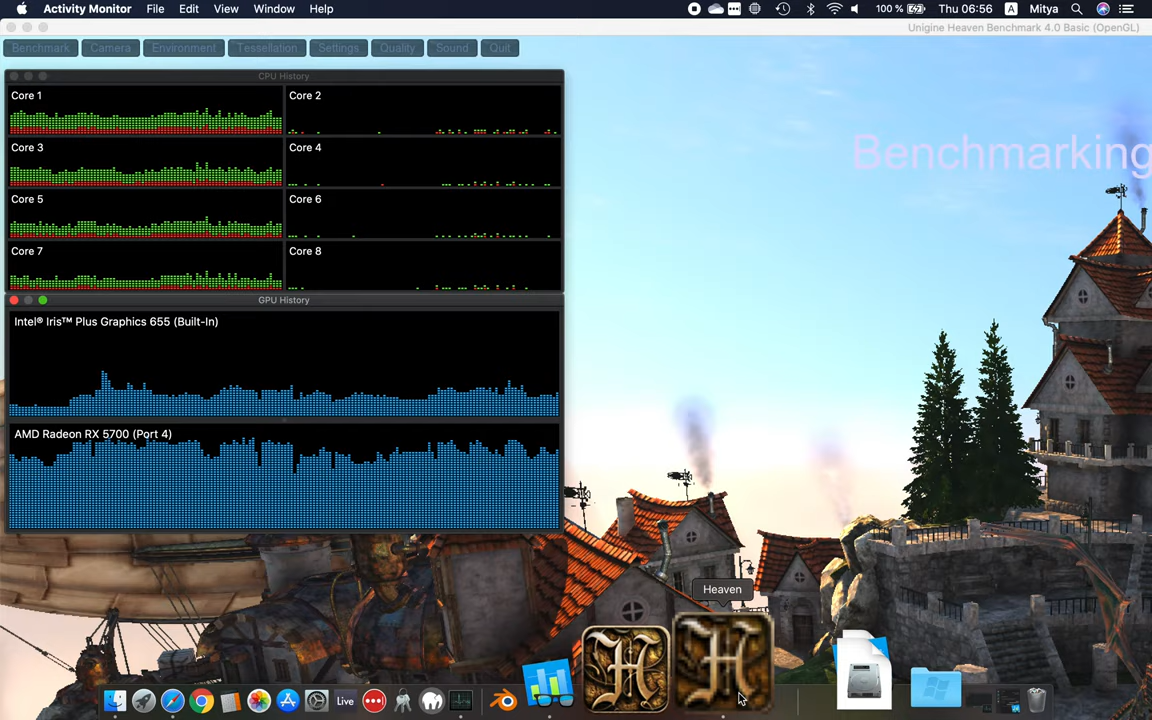 Activity Monitor File Edit View Window Help 100 % Thu 06:56 A Mitya
Unigine Heaven Benchmark 4.0 Basic (OpenGL)
Benchmark Camera Environment Tessellation Settings Quality Sound Quit
CPU History
Core 1 Core 2
Core 3 Core 4
Core 5 Core 6
Core 7 Core 8
GPU History
Intel® Iris™ Plus Graphics 655 (Built-In)
AMD Radeon RX 5700 (Port 4)
Benchmarking
Heaven
H H
Live